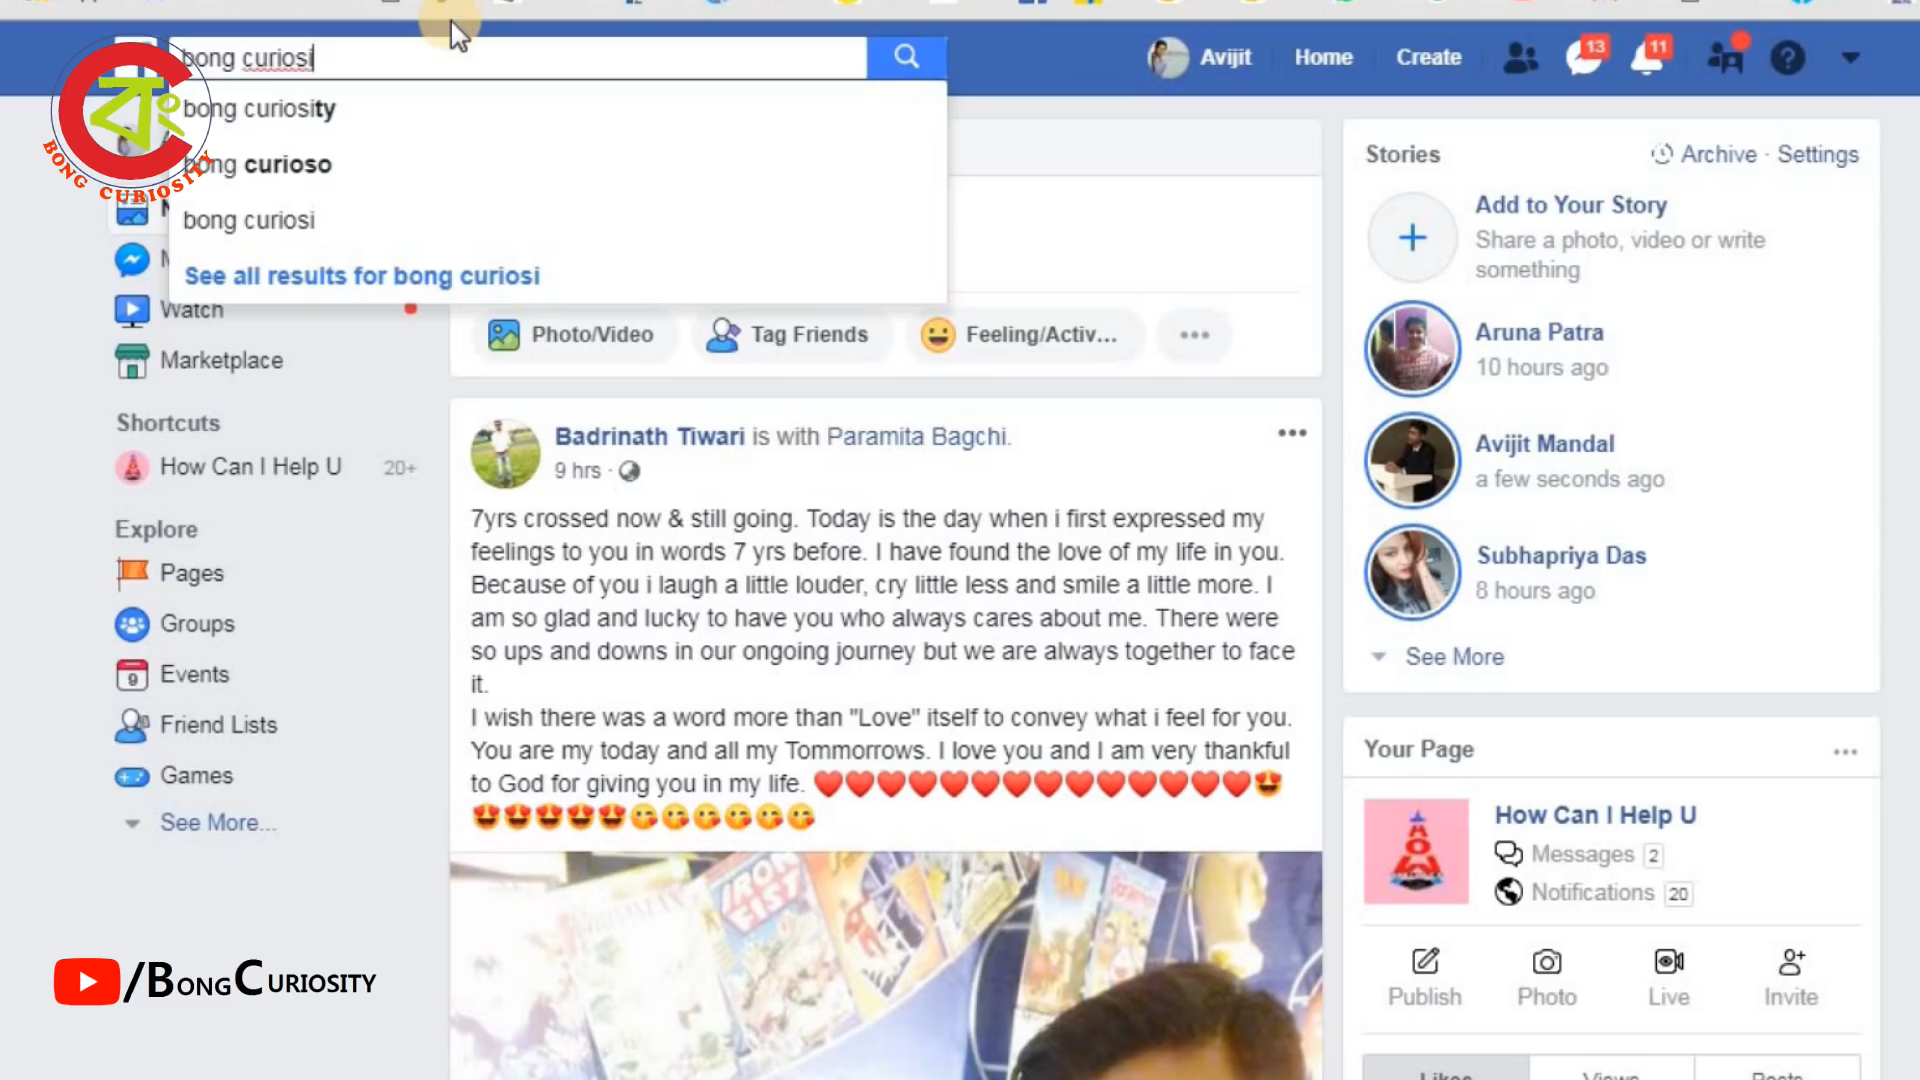 bong curiosi
Avijit
Home
Create
13
11
বং
BONG CURIOSITY
bong curiosity
bong curioso
bong curiosi
See all results for bong curiosi
Watch
Marketplace
Shortcuts
How Can I Help U 20+
Explore
Pages
Groups
9
Events
Friend Lists
Games
See More...
Photo/Video
Tag Friends
Feeling/Activ...
Badrinath Tiwari is with Paramita Bagchi.
9 hrs ·
7yrs crossed now & still going. Today is the day when i first expressed my
feelings to you in words 7 yrs before. I have found the love of my life in you.
Because of you i laugh a little louder, cry little less and smile a little more. I
am so glad and lucky to have you who always cares about me. There were
so ups and downs in our ongoing journey but we are always together to face
it.
I wish there was a word more than "Love" itself to convey what i feel for you.
You are my today and all my Tommorrows. I love you and I am very thankful
to God for giving you in my life. ❤❤❤❤❤❤❤❤❤❤❤❤❤❤😍
😍😍😍😍😍😘😘😘😘😘😘
IRON
FIST
Stories
Archive · Settings
Add to Your Story
Share a photo, video or write
something
Aruna Patra
10 hours ago
Avijit Mandal
a few seconds ago
Subhapriya Das
8 hours ago
See More
Your Page
How Can I Help U
Messages 2
Notifications 20
Publish
Photo
Live
Invite
Likes
Views
Posts
/BONGCURIOSITY